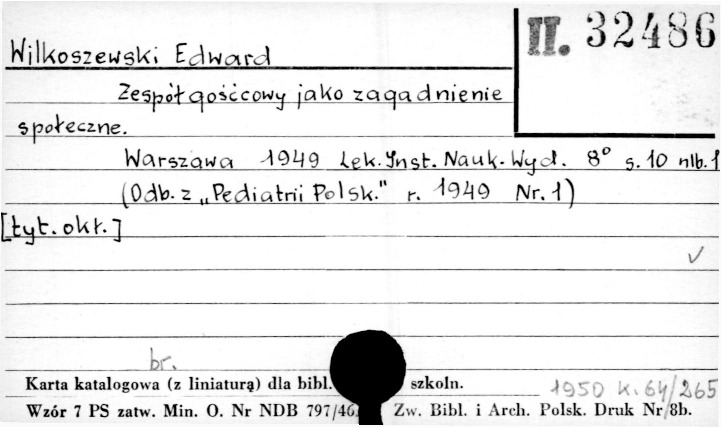 II. 32486
Wilkoszewski Edward
Zespół gośćcowy jako zagadnienie
społeczne.
Warszawa 1949 Lek. Inst. Nauk. Wyd. 8° s. 10 nlb. 1
(Odb. z „Pediatrii Polsk." r. 1949 Nr. 1)
[tyt. okł.]
br.
Karta katalogowa (z liniaturą) dla bibl. szkoln. 1950 K. 64/265
Wzór 7 PS zatw. Min. O. Nr NDB 797/46. Zw. Bibl. i Arch. Polsk. Druk Nr 8b.